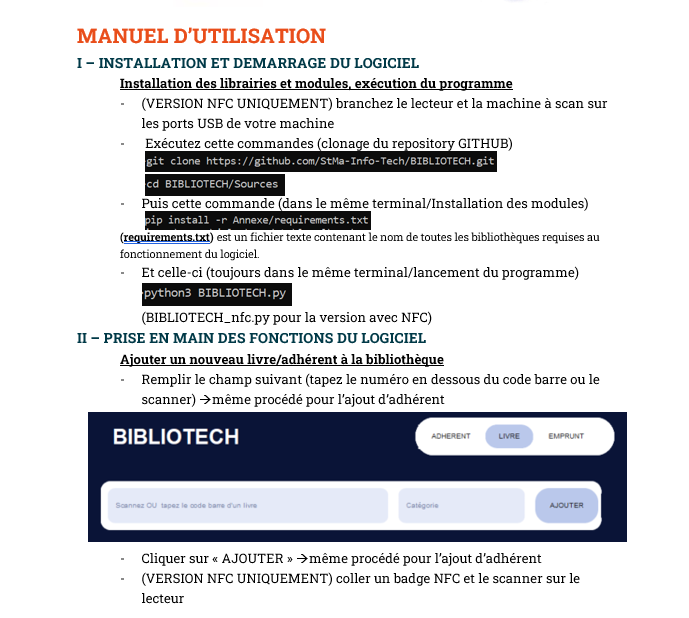 MANUEL D'UTILISATION
I – INSTALLATION ET DEMARRAGE DU LOGICIEL
Installation des librairies et modules, exécution du programme
- (VERSION NFC UNIQUEMENT) branchez le lecteur et la machine à scan sur
les ports USB de votre machine
- Exécutez cette commandes (clonage du repository GITHUB)
git clone https://github.com/StMa-Info-Tech/BIBLIOTECH.git
cd BIBLIOTECH/Sources
- Puis cette commande (dans le même terminal/Installation des modules)
pip install -r Annexe/requirements.txt
(requirements.txt) est un fichier texte contenant le nom de toutes les bibliothèques requises au
fonctionnement du logiciel.
- Et celle-ci (toujours dans le même terminal/lancement du programme)
python3 BIBLIOTECH.py
(BIBLIOTECH_nfc.py pour la version avec NFC)
II – PRISE EN MAIN DES FONCTIONS DU LOGICIEL
Ajouter un nouveau livre/adhérent à la bibliothèque
- Remplir le champ suivant (tapez le numéro en dessous du code barre ou le
scanner) →même procédé pour l'ajout d'adhérent
BIBLIOTECH ADHERENT LIVRE EMPRUNT
Scannez OU tapez le code barre d'un livre Catégorie AJOUTER
- Cliquer sur « AJOUTER » →même procédé pour l'ajout d'adhérent
- (VERSION NFC UNIQUEMENT) coller un badge NFC et le scanner sur le
lecteur